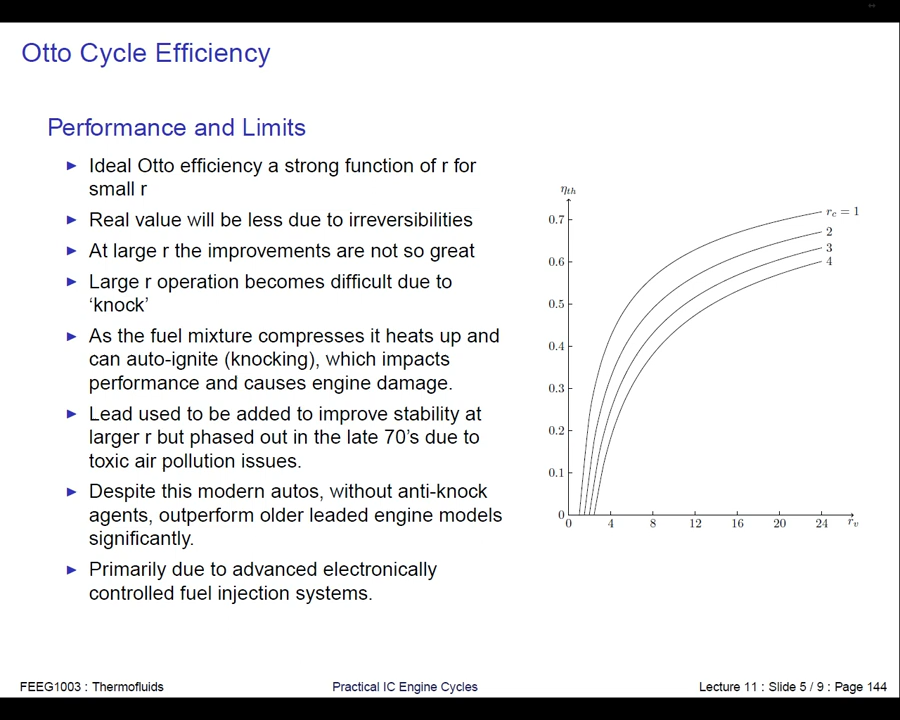 Otto Cycle Efficiency
Performance and Limits
► Ideal Otto efficiency a strong function of r for
small r
► Real value will be less due to irreversibilities
► At large r the improvements are not so great
► Large r operation becomes difficult due to
‘knock’
► As the fuel mixture compresses it heats up and
can auto-ignite (knocking), which impacts
performance and causes engine damage.
► Lead used to be added to improve stability at
larger r but phased out in the late 70’s due to
toxic air pollution issues.
► Despite this modern autos, without anti-knock
agents, outperform older leaded engine models
significantly.
► Primarily due to advanced electronically
controlled fuel injection systems.
ηth
0.7
0.6
0.5
0.4
0.3
0.2
0.1
0
0 4 8 12 16 20 24 rv
rc = 1
2
3
4
FEEG1003 : Thermofluids
Practical IC Engine Cycles
Lecture 11 : Slide 5 / 9 : Page 144